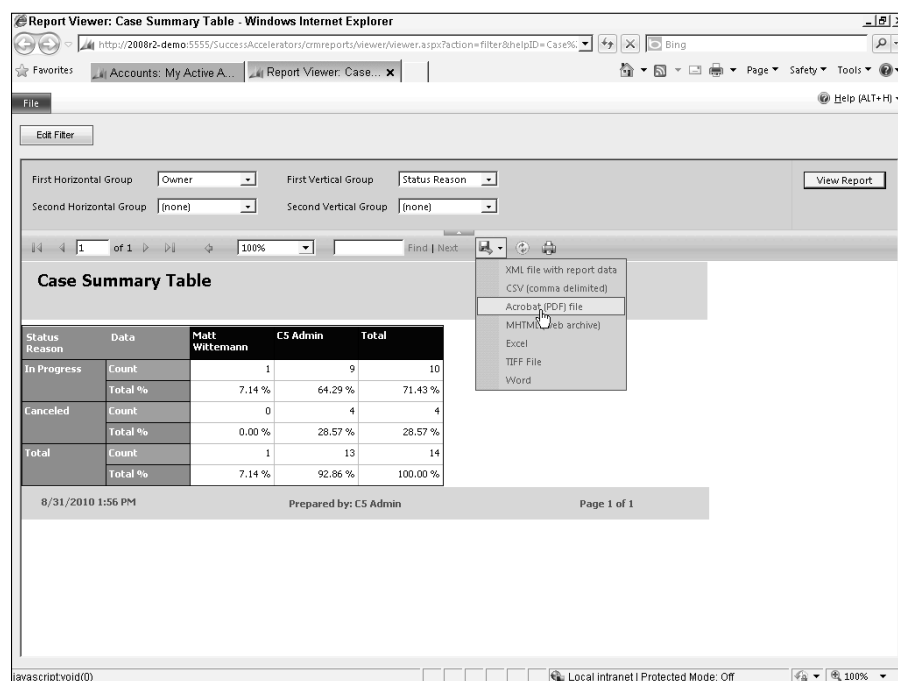 Report Viewer: Case Summary Table - Windows Internet Explorer
http://2008r2-demo:5555/SuccessAccelerators/crmreports/viewer/viewer.aspx?action=filter&helpID=Case%
Bing
Favorites
Accounts: My Active A...
Report Viewer: Case... X
Page
Safety
Tools
File
Help (ALT+H)
Edit Filter
First Horizontal Group Owner First Vertical Group Status Reason
View Report
Second Horizontal Group (none) Second Vertical Group (none)
1 of 1 100% Find | Next
XML file with report data
CSV (comma delimited)
Acrobat (PDF) file
MHTML (web archive)
Excel
TIFF File
Word
Case Summary Table
Status Reason Data Matt Wittemann C5 Admin Total
In Progress Count 1 9 10
Total % 7.14 % 64.29 % 71.43 %
Canceled Count 0 4 4
Total % 0.00 % 28.57 % 28.57 %
Total Count 1 13 14
Total % 7.14 % 92.86 % 100.00 %
8/31/2010 1:56 PM Prepared by: C5 Admin Page 1 of 1
javascript:void(0) Local intranet | Protected Mode: Off 100%